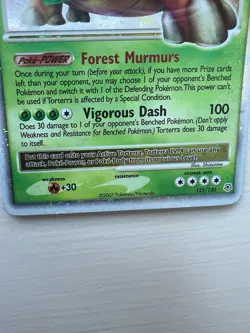 Poké-POWER Forest Murmurs
Once during your turn (before your attack), if you have more Prize cards
left than your opponent, you may choose 1 of your opponent's Benched
Pokémon and switch it with 1 of the Defending Pokémon. This power can't
be used if Torterra is affected by a Special Condition.
Vigorous Dash 100
Does 30 damage to 1 of your opponent's Benched Pokémon. (Don't apply
Weakness and Resistance for Benched Pokémon.) Torterra does 30 damage
to itself.
Put this card onto your Active Torterra. Torterra LV.X can use any
attack, Poké-Power, or Poké-Body from its previous level.
Illus. Shizurow
weakness resistance retreat cost
+30
©2007 Pokémon/Nintendo 122/130